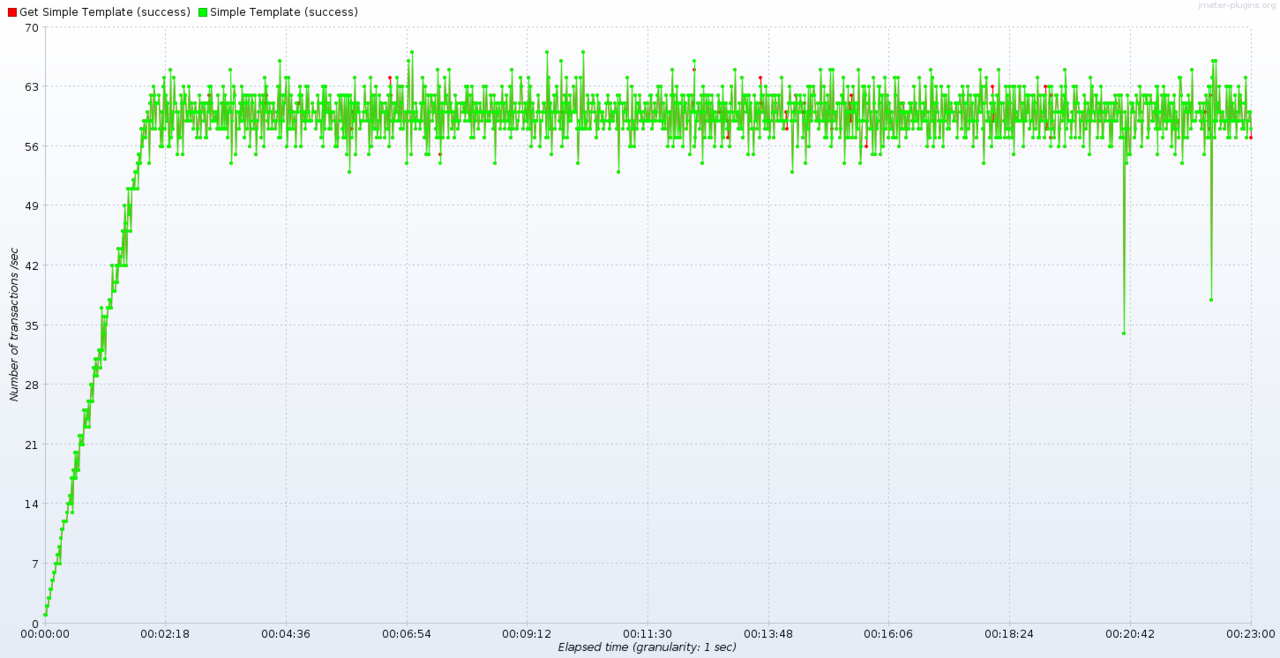 jmeter-plugins.org
Get Simple Template (success) Simple Template (success)
70
63
56
49
42
35
28
21
14
7
0
Number of transactions /sec
00:00:00 00:02:18 00:04:36 00:06:54 00:09:12 00:11:30 00:13:48 00:16:06 00:18:24 00:20:42 00:23:00
Elapsed time (granularity: 1 sec)